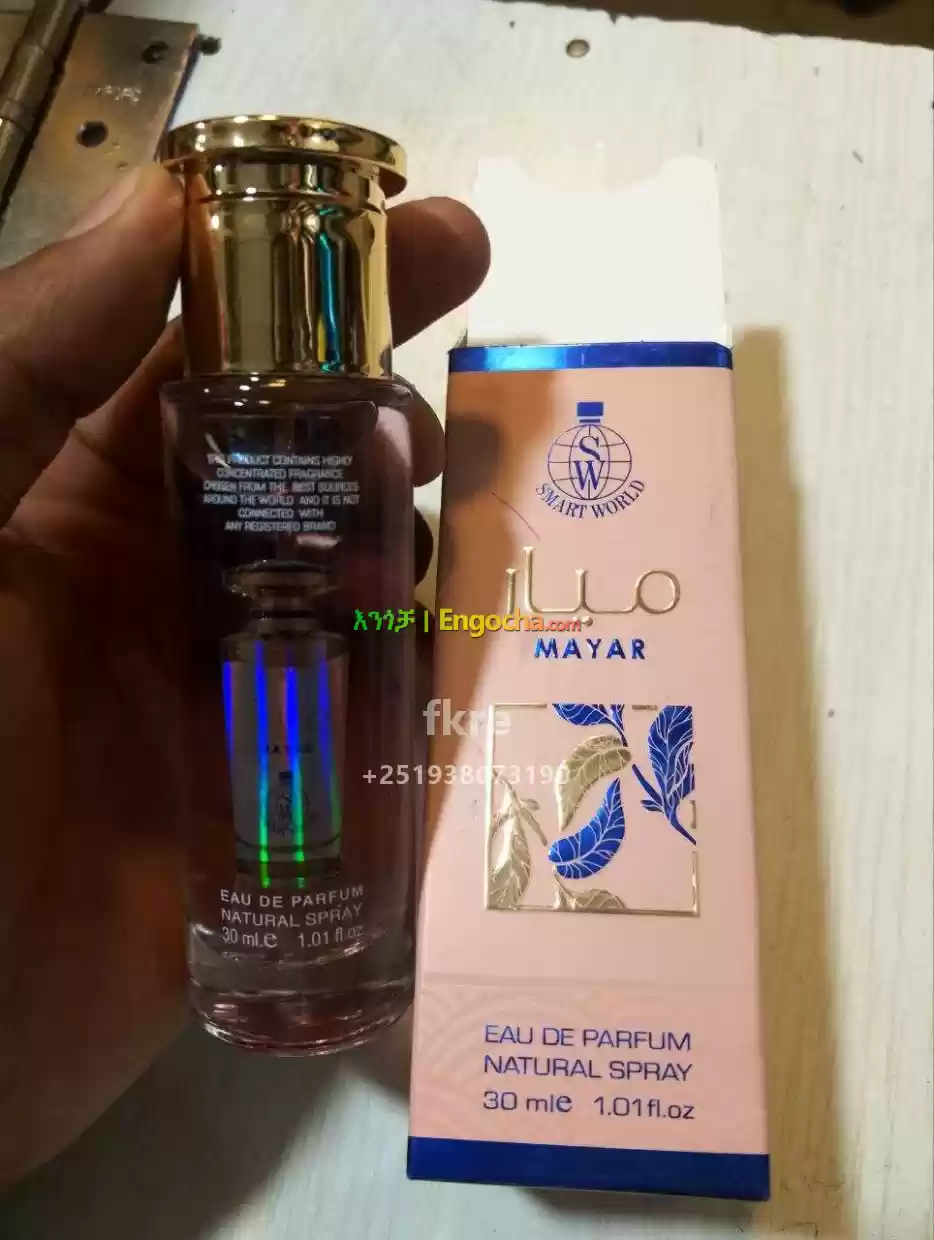 THE PRODUCT CONTAINS HIGHLY
CONCENTRATED FRAGRANCE
CHOSEN FROM THE BEST SOURCES
AROUND THE WORLD AND IT IS NOT
CONNECTED WITH
ANY REGISTERED BRAND
MAYAR
EAU DE PARFUM
NATURAL SPRAY
30 ml.e 1.01 fl.oz
SW
SMART WORLD
ميار
MAYAR
EAU DE PARFUM
NATURAL SPRAY
30 mle 1.01fl.oz
እንጎቻ | Engocha.com
fkre
+251938073190